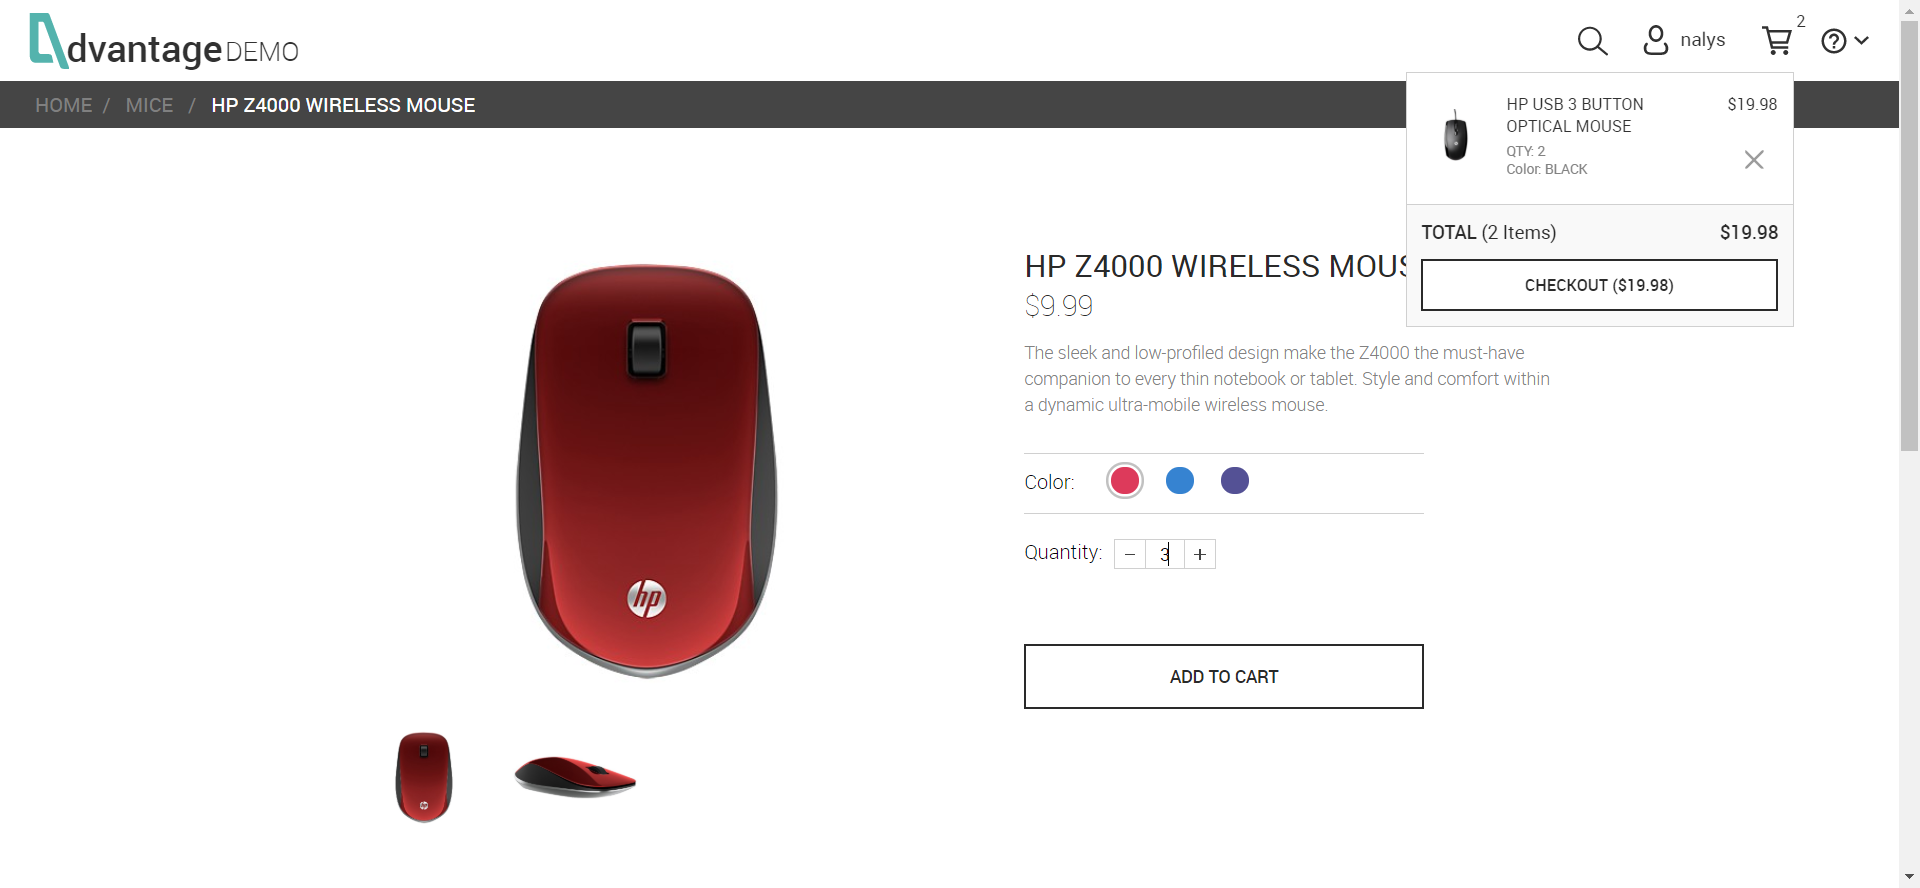 dvantage DEMO
nalys
2
HOME / MICE / HP Z4000 WIRELESS MOUSE
HP USB 3 BUTTON
OPTICAL MOUSE
$19.98
QTY: 2
Color: BLACK
TOTAL (2 Items) $19.98
CHECKOUT ($19.98)
HP Z4000 WIRELESS MOUS
$9.99
The sleek and low-profiled design make the Z4000 the must-have
companion to every thin notebook or tablet. Style and comfort within
a dynamic ultra-mobile wireless mouse.
Color:
Quantity: − 3 +
ADD TO CART
hp
hp